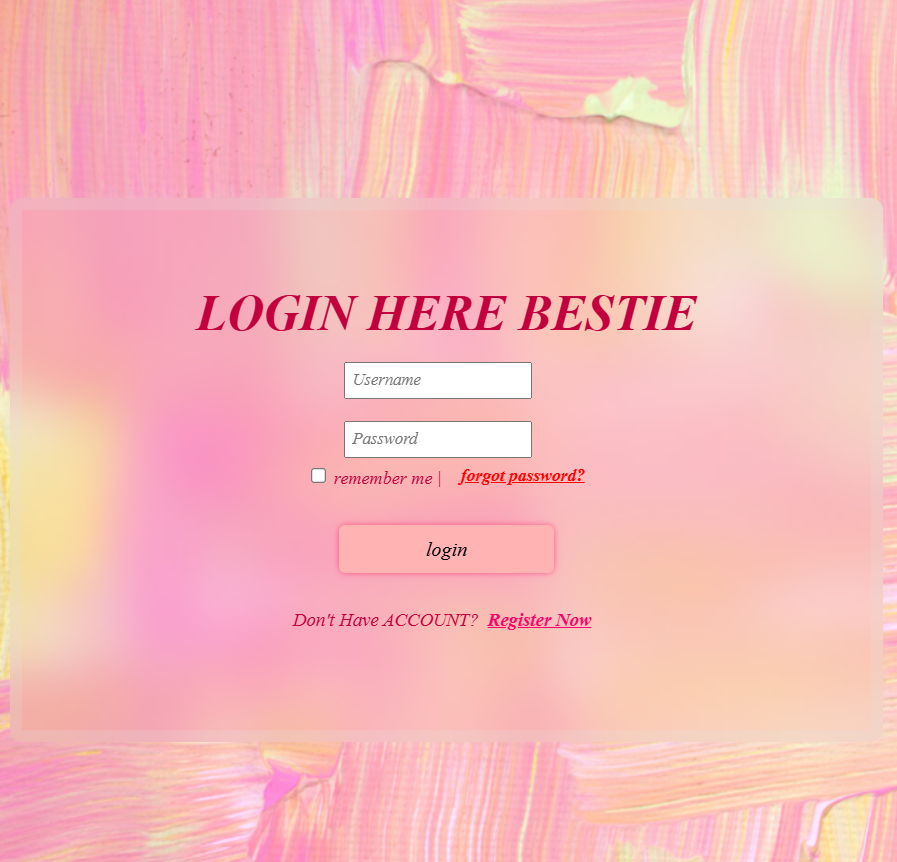 LOGIN HERE BESTIE
Username
Password
remember me | forgot password?
login
Don't Have ACCOUNT? Register Now